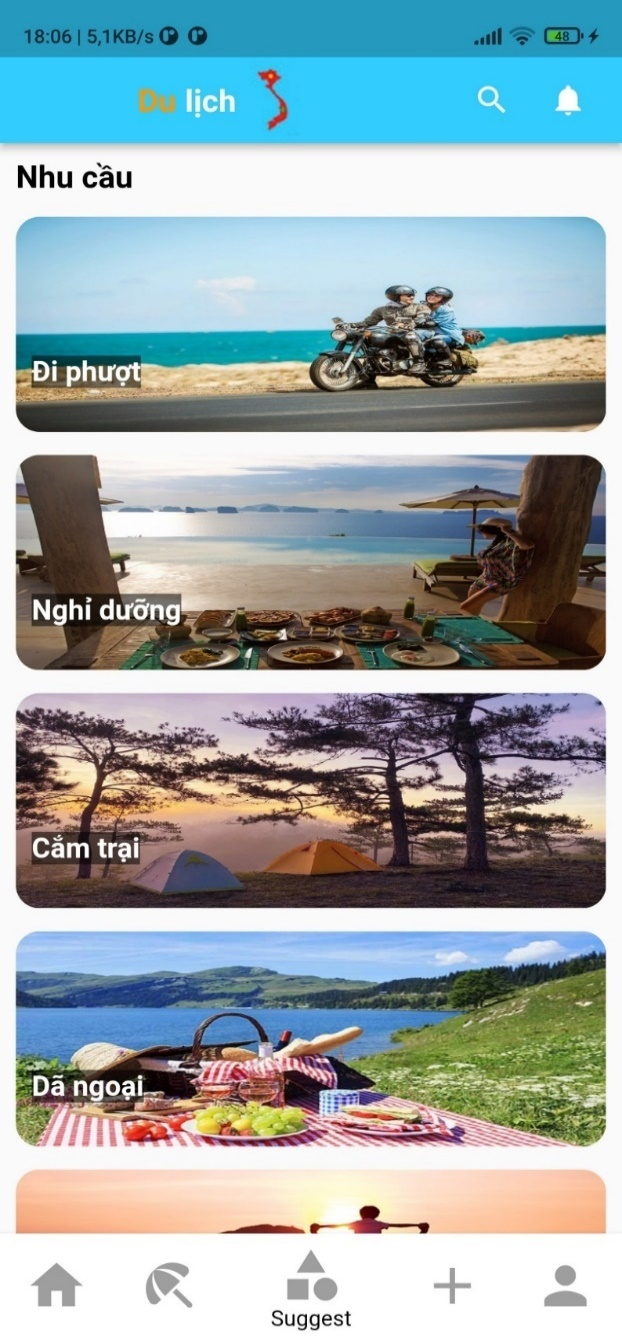 18:06 | 5,1KB/s
48
Du lịch
Nhu cầu
Đi phượt
Nghỉ dưỡng
Cắm trại
Dã ngoại
Suggest